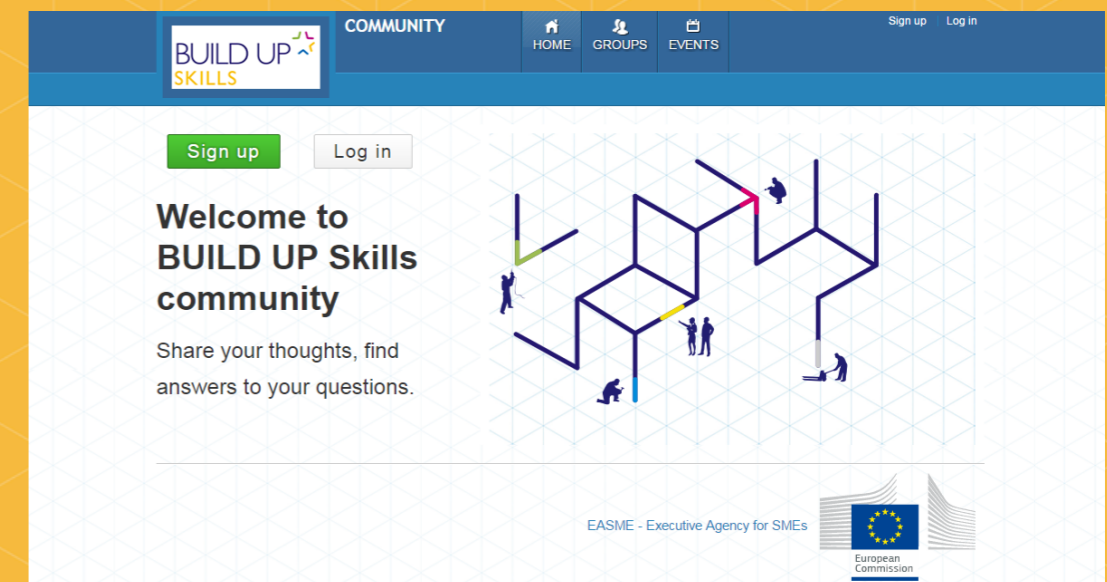 COMMUNITY
HOME
GROUPS
EVENTS
Sign up
Log in
BUILD UP
SKILLS
Sign up
Log in
Welcome to
BUILD UP Skills
community
Share your thoughts, find
answers to your questions.
EASME - Executive Agency for SMEs
European
Commission